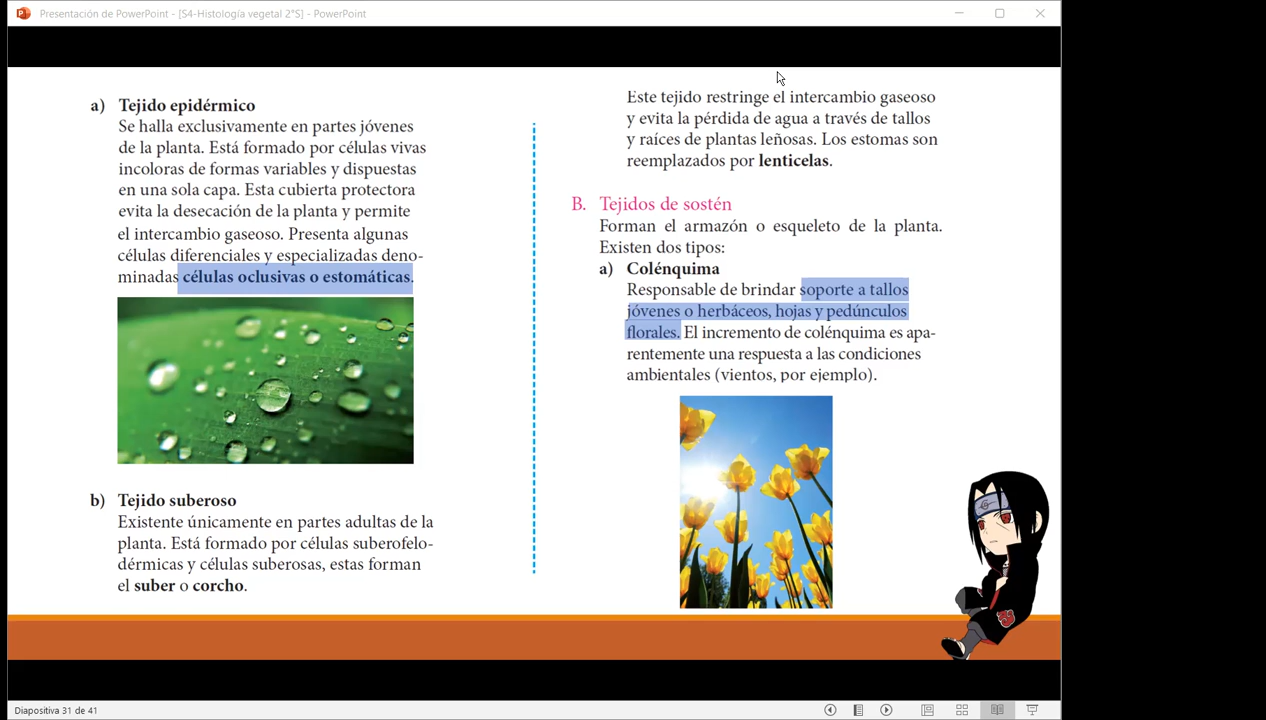 Presentación de PowerPoint - [S4-Histología vegetal 2°S] - PowerPoint
a) Tejido epidérmico
Se halla exclusivamente en partes jóvenes
de la planta. Está formado por células vivas
incoloras de formas variables y dispuestas
en una sola capa. Esta cubierta protectora
evita la desecación de la planta y permite
el intercambio gaseoso. Presenta algunas
células diferenciales y especializadas deno-
minadas células oclusivas o estomáticas.
b) Tejido suberoso
Existente únicamente en partes adultas de la
planta. Está formado por células suberofelo-
dérmicas y células suberosas, estas forman
el suber o corcho.
Este tejido restringe el intercambio gaseoso
y evita la pérdida de agua a través de tallos
y raíces de plantas leñosas. Los estomas son
reemplazados por lenticelas.
B. Tejidos de sostén
Forman el armazón o esqueleto de la planta.
Existen dos tipos:
a) Colénquima
Responsable de brindar soporte a tallos
jóvenes o herbáceos, hojas y pedúnculos
florales. El incremento de colénquima es apa-
rentemente una respuesta a las condiciones
ambientales (vientos, por ejemplo).
Diapositiva 31 de 41